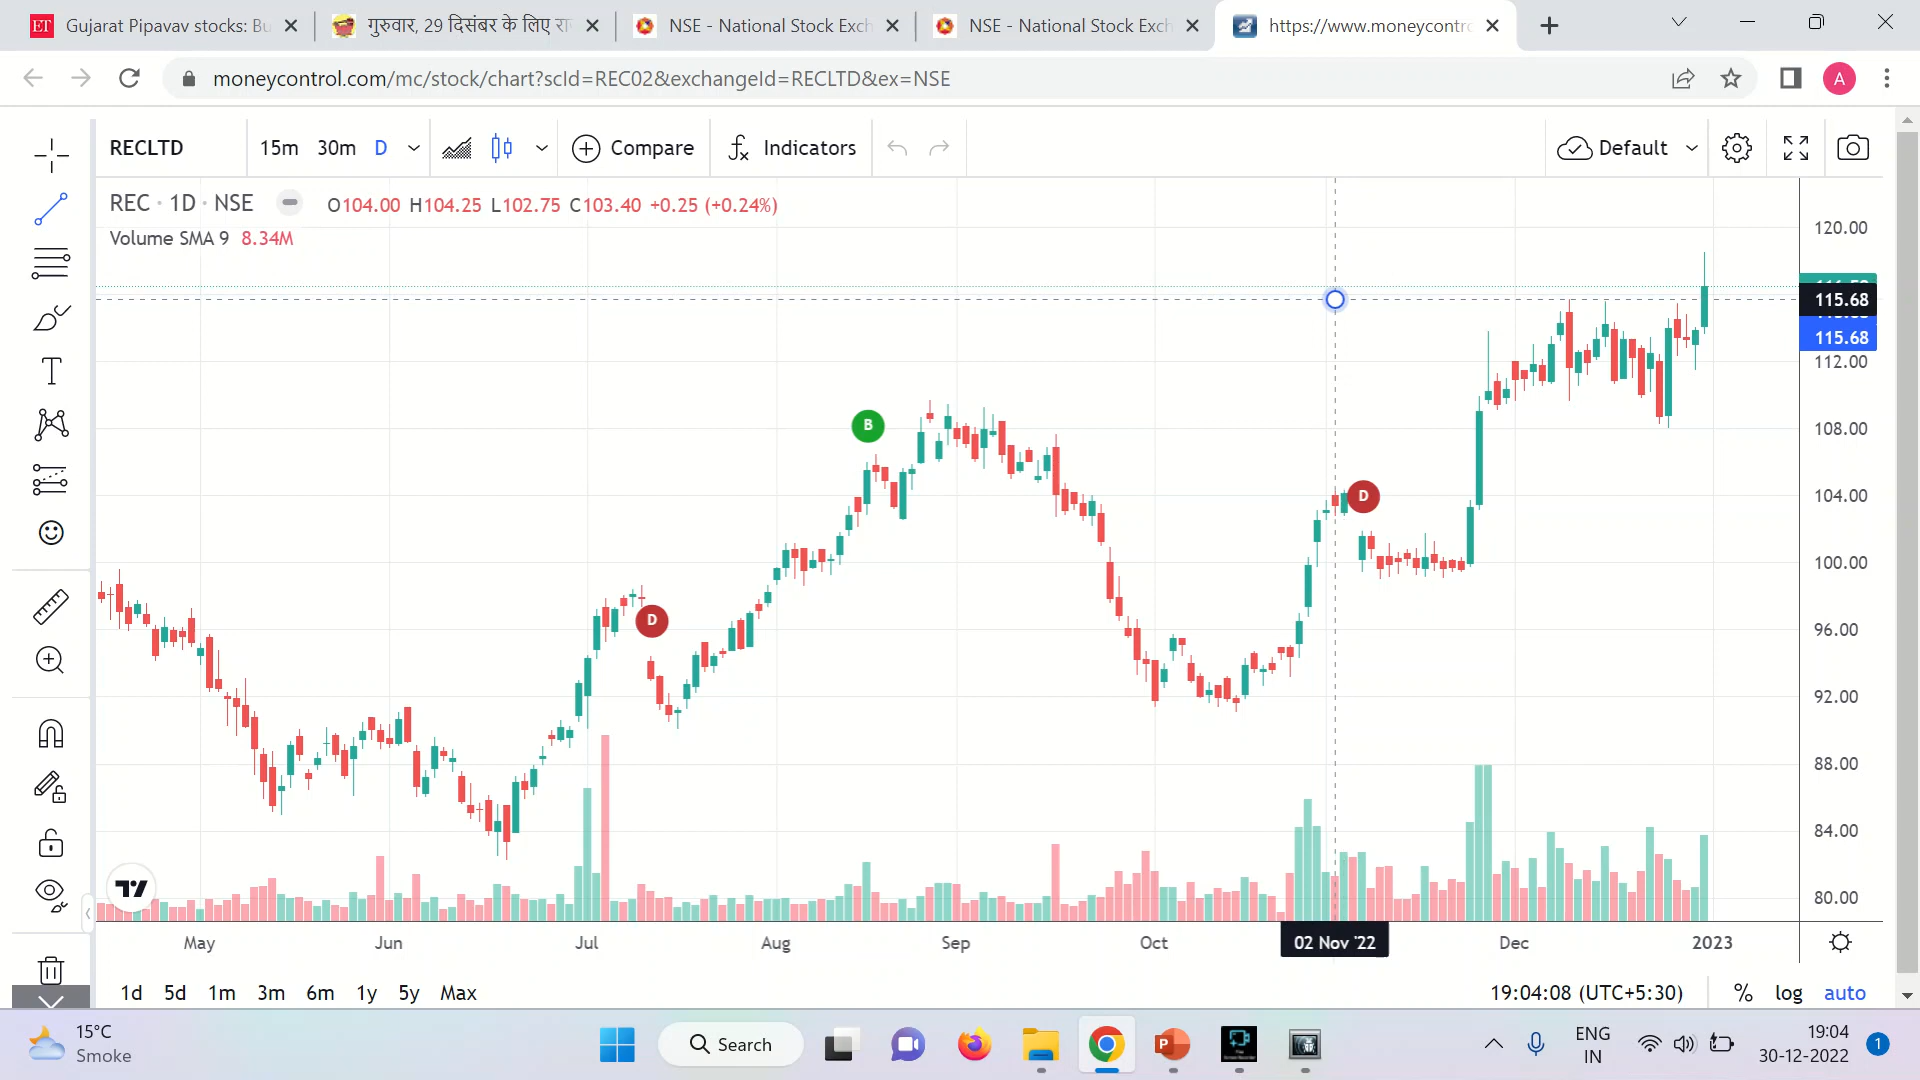 Gujarat Pipavav stocks: Bu
गुरुवार, 29 दिसंबर के लिए रा
NSE - National Stock Exch
NSE - National Stock Exch
https://www.moneycontro
moneycontrol.com/mc/stock/chart?scId=REC02&exchangeId=RECLTD&ex=NSE
A
RECLTD
15m 30m D
Compare
Indicators
Default
REC · 1D · NSE
O104.00 H104.25 L102.75 C103.40 +0.25 (+0.24%)
Volume SMA 9 8.34M
120.00
115.68
115.68
112.00
108.00
104.00
100.00
96.00
92.00
88.00
84.00
80.00
B
D
D
May Jun Jul Aug Sep Oct 02 Nov '22 Dec 2023
1d 5d 1m 3m 6m 1y 5y Max
19:04:08 (UTC+5:30)
% log auto
15°C
Smoke
Search
ENG
IN
19:04
30-12-2022
1